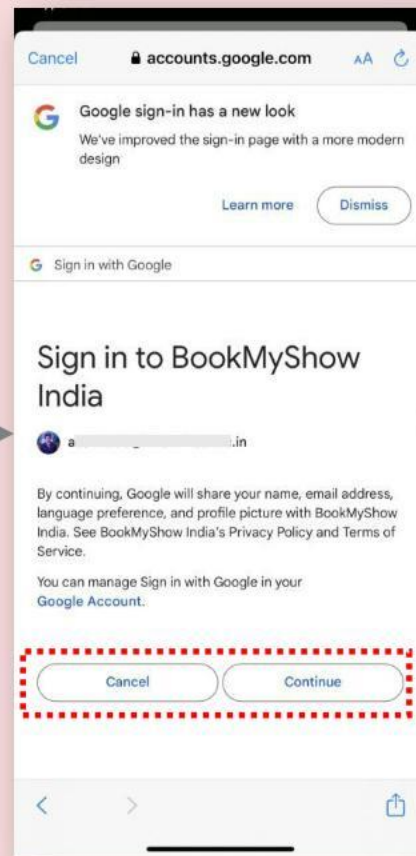 Cancel accounts.google.com AA
Google sign-in has a new look
We've improved the sign-in page with a more modern
design
Learn more Dismiss
G Sign in with Google
Sign in to BookMyShow
India
a .in
By continuing, Google will share your name, email address,
language preference, and profile picture with BookMyShow
India. See BookMyShow India's Privacy Policy and Terms of
Service.
You can manage Sign in with Google in your
Google Account.
Cancel Continue